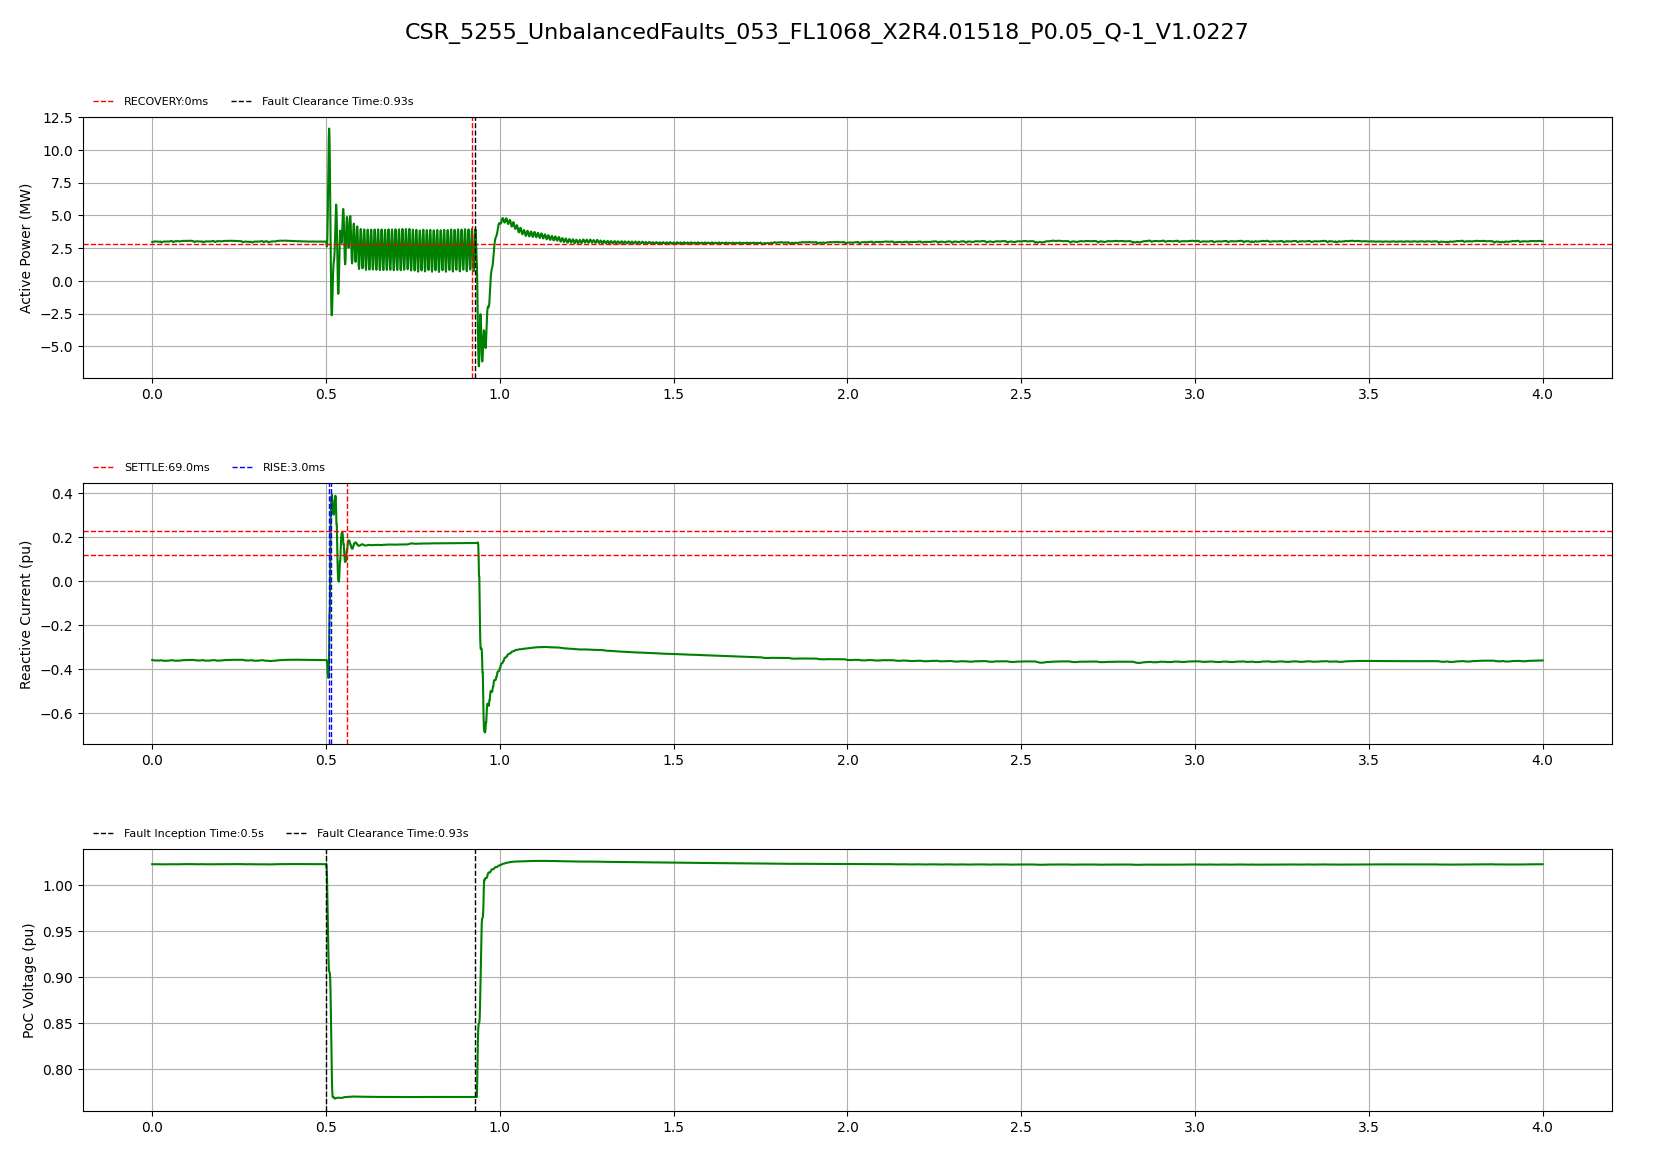 CSR_5255_UnbalancedFaults_053_FL1068_X2R4.01518_P0.05_Q-1_V1.0227
RECOVERY:0ms Fault Clearance Time:0.93s
12.5
10.0
7.5
5.0
2.5
0.0
−2.5
−5.0
Active Power (MW)
0.0 0.5 1.0 1.5 2.0 2.5 3.0 3.5 4.0
SETTLE:69.0ms RISE:3.0ms
0.4
0.2
0.0
−0.2
−0.4
−0.6
Reactive Current (pu)
0.0 0.5 1.0 1.5 2.0 2.5 3.0 3.5 4.0
Fault Inception Time:0.5s Fault Clearance Time:0.93s
1.00
0.95
0.90
0.85
0.80
PoC Voltage (pu)
0.0 0.5 1.0 1.5 2.0 2.5 3.0 3.5 4.0